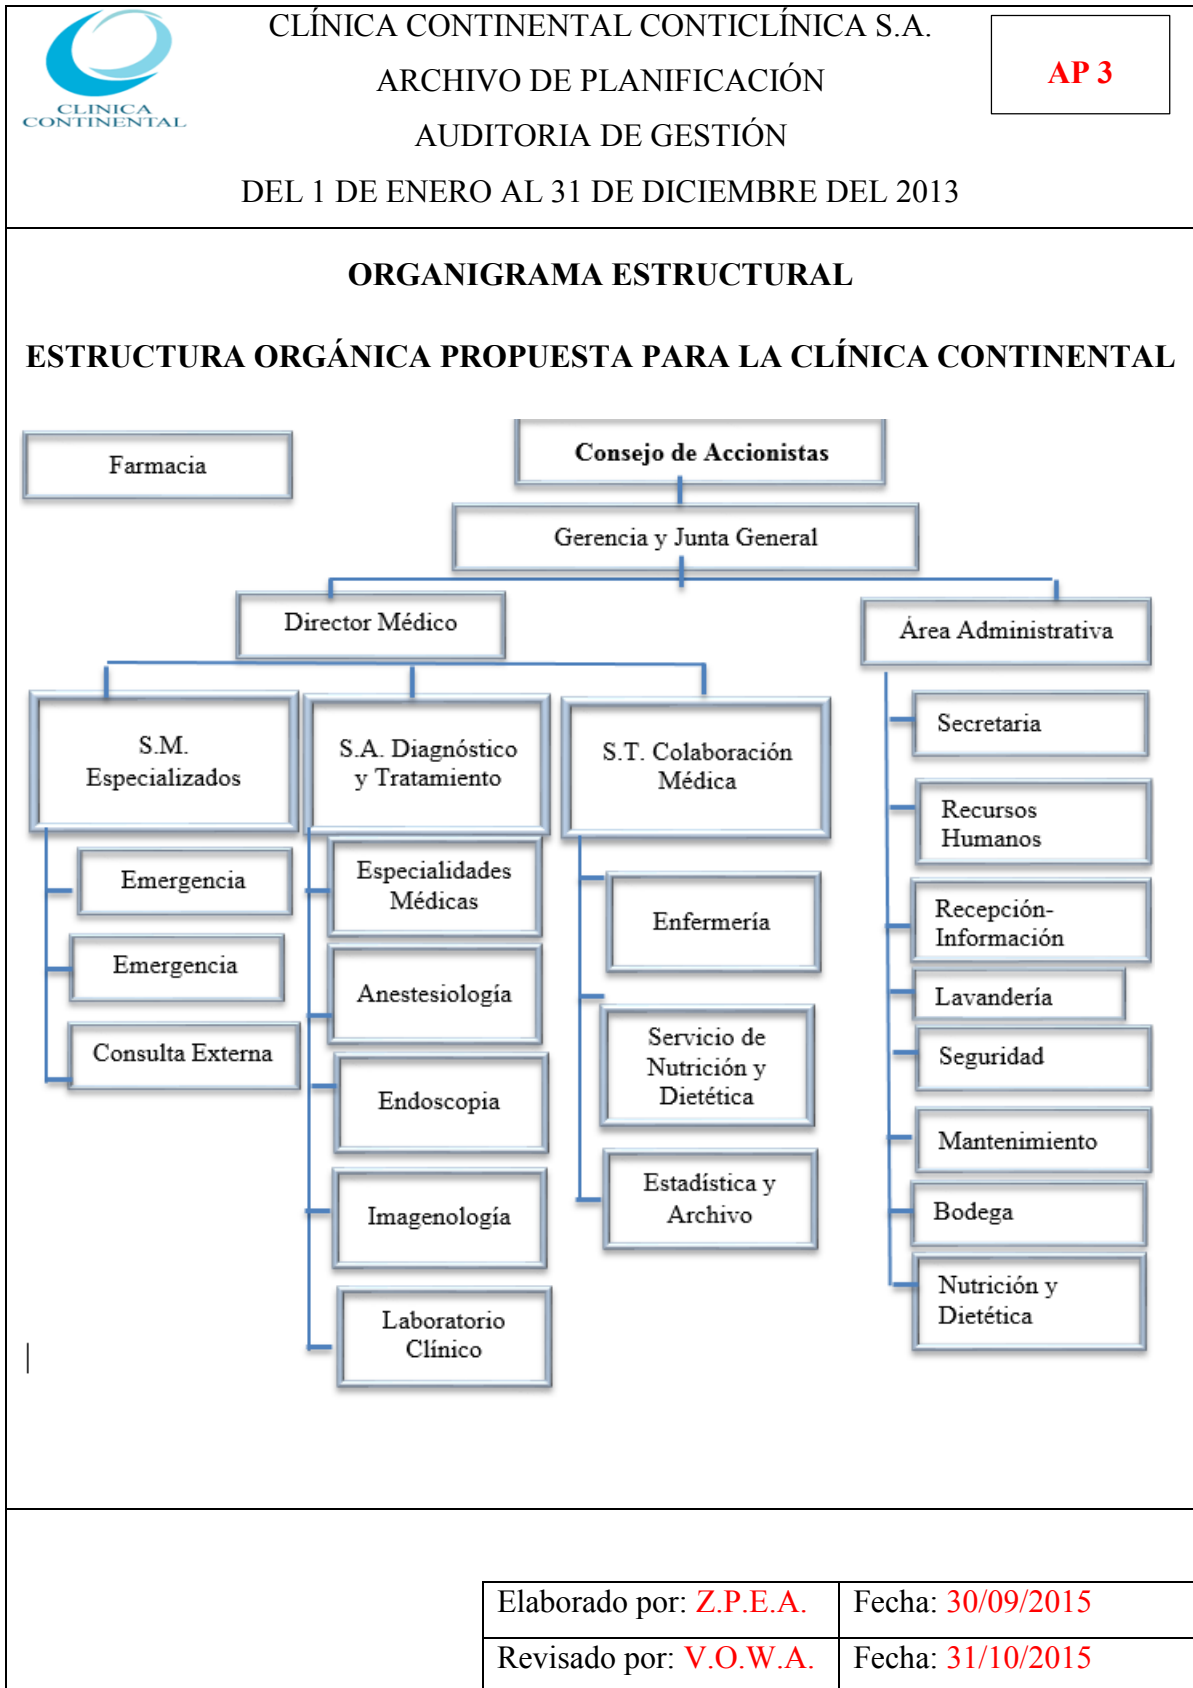 CLINICA
CONTINENTAL
CLÍNICA CONTINENTAL CONTICLÍNICA S.A.
ARCHIVO DE PLANIFICACIÓN
AUDITORIA DE GESTIÓN
DEL 1 DE ENERO AL 31 DE DICIEMBRE DEL 2013
AP 3
ORGANIGRAMA ESTRUCTURAL
ESTRUCTURA ORGÁNICA PROPUESTA PARA LA CLÍNICA CONTINENTAL
Farmacia
Consejo de Accionistas
Gerencia y Junta General
Director Médico
Área Administrativa
S.M.
Especializados
Emergencia
Emergencia
Consulta Externa
S.A. Diagnóstico
y Tratamiento
Especialidades
Médicas
Anestesiología
Endoscopia
Imagenología
Laboratorio
Clínico
S.T. Colaboración
Médica
Enfermería
Servicio de
Nutrición y
Dietética
Estadística y
Archivo
Secretaria
Recursos
Humanos
Recepción-
Información
Lavandería
Seguridad
Mantenimiento
Bodega
Nutrición y
Dietética
Elaborado por: Z.P.E.A.
Fecha: 30/09/2015
Revisado por: V.O.W.A.
Fecha: 31/10/2015